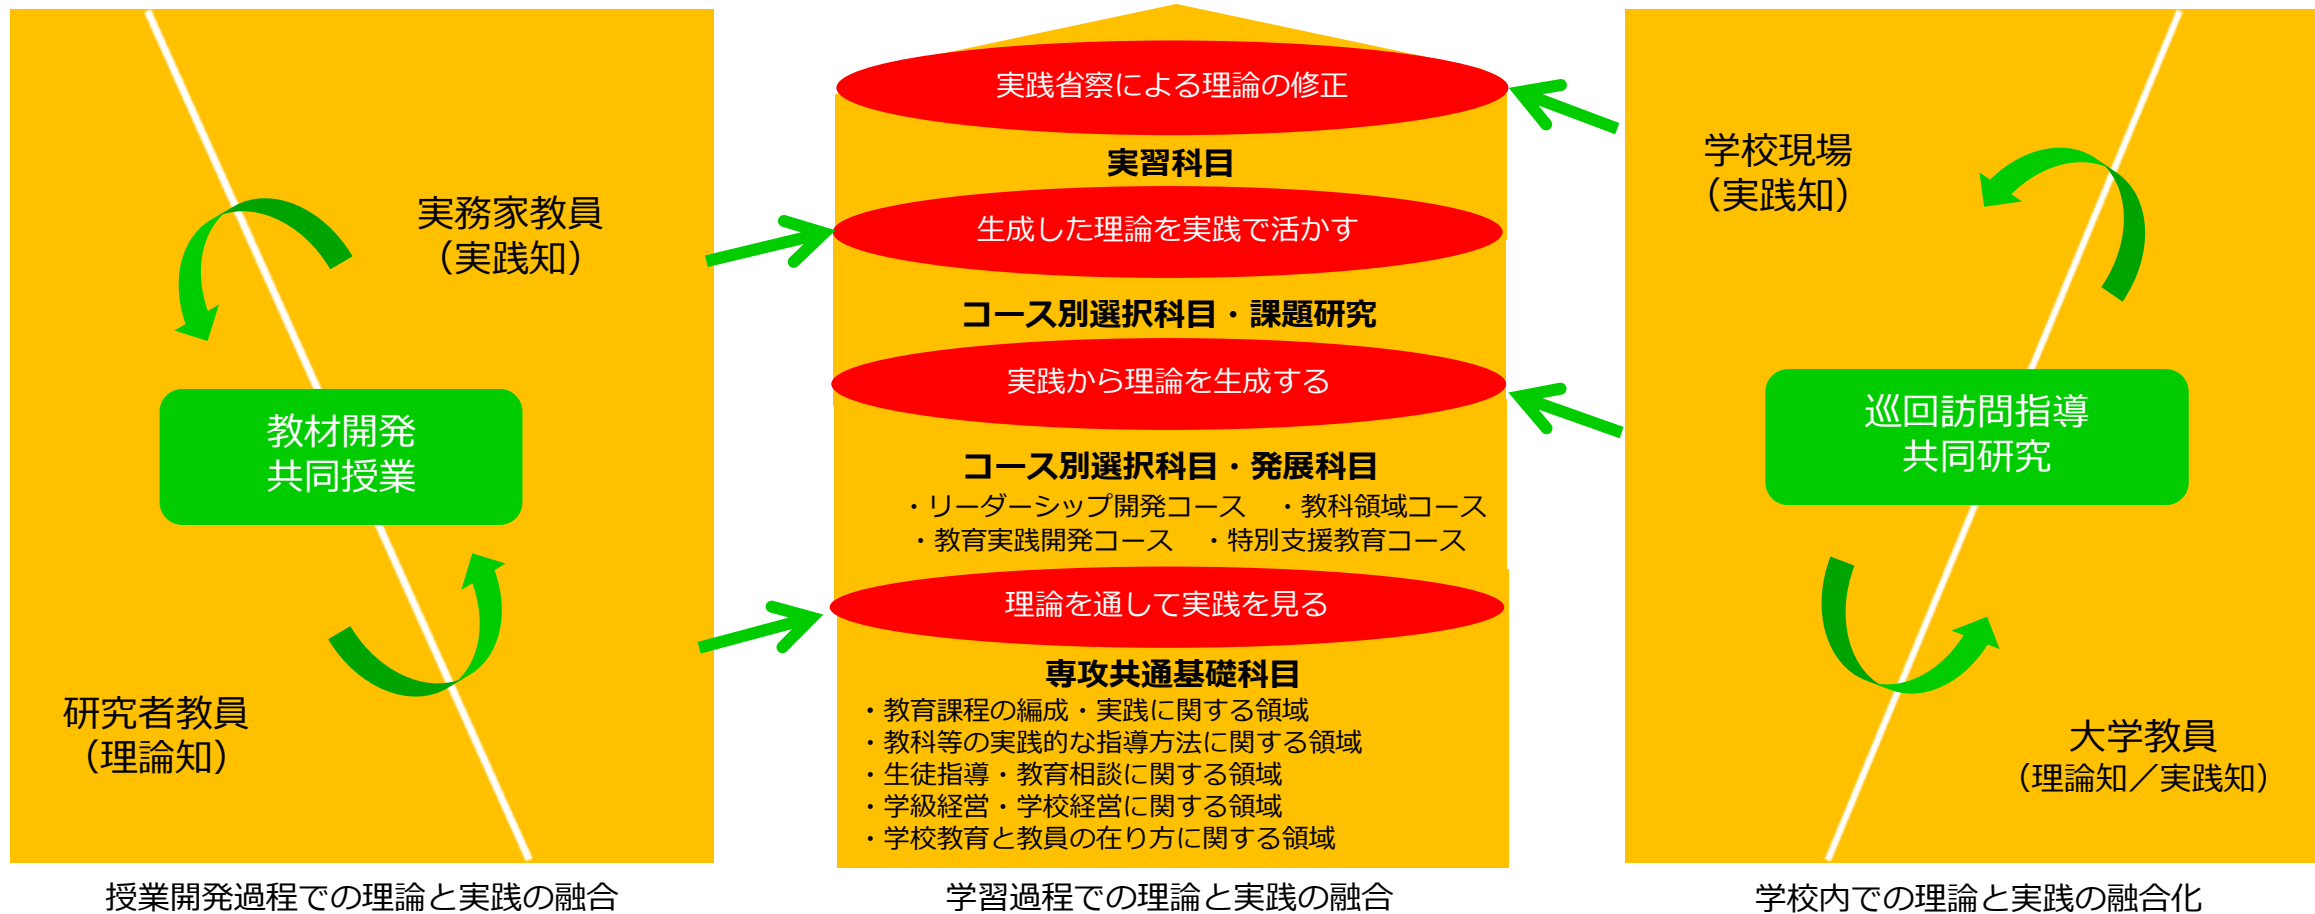 実務家教員
（実践知）
教材開発
共同授業
研究者教員
（理論知）
授業開発過程での理論と実践の融合
実践省察による理論の修正
実習科目
生成した理論を実践で活かす
コース別選択科目・課題研究
実践から理論を生成する
コース別選択科目・発展科目
・リーダーシップ開発コース　・教科領域コース
・教育実践開発コース　・特別支援教育コース
理論を通して実践を見る
専攻共通基礎科目
・教育課程の編成・実践に関する領域
・教科等の実践的な指導方法に関する領域
・生徒指導・教育相談に関する領域
・学級経営・学校経営に関する領域
・学校教育と教員の在り方に関する領域
学習過程での理論と実践の融合
学校現場
（実践知）
巡回訪問指導
共同研究
大学教員
（理論知／実践知）
学校内での理論と実践の融合化